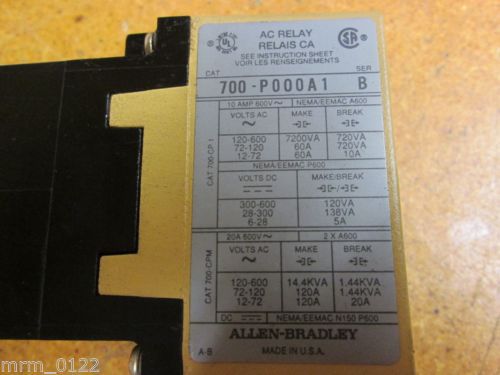 AC RELAY
RELAIS CA
SEE INSTRUCTION SHEET
VOIR LES RENSEIGNEMENTS
UL
LISTED
SA
CAT SER
700-P000A1 B
10 AMP 600V~ NEMA/EEMAC A600
VOLTS AC MAKE BREAK
120-600 7200VA 720VA
72-120 60A 720VA
12-72 60A 10A
CAT 700-CP1
NEMA/EEMAC P600
VOLTS DC MAKE/BREAK
300-600 120VA
28-300 138VA
6-28 5A
20A 600V~ 2 X A600
VOLTS AC MAKE BREAK
120-600 14.4KVA 1.44KVA
72-120 120A 1.44KVA
12-72 120A 20A
CAT 700-CPM
DC NEMA/EEMAC N150 P600
ALLEN-BRADLEY
A-B MADE IN U.S.A.
mrm_0122